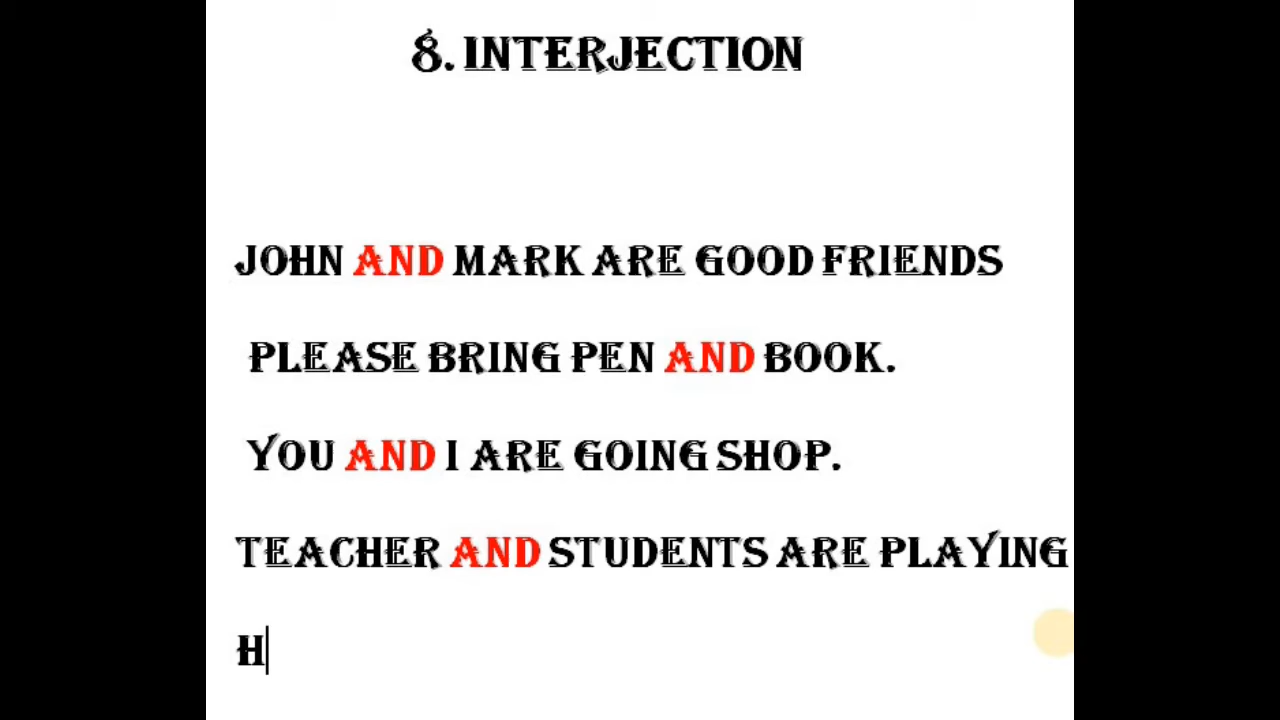 8. INTERJECTION
JOHN AND MARK ARE GOOD FRIENDS
PLEASE BRING PEN AND BOOK.
YOU AND I ARE GOING SHOP.
TEACHER AND STUDENTS ARE PLAYING
H